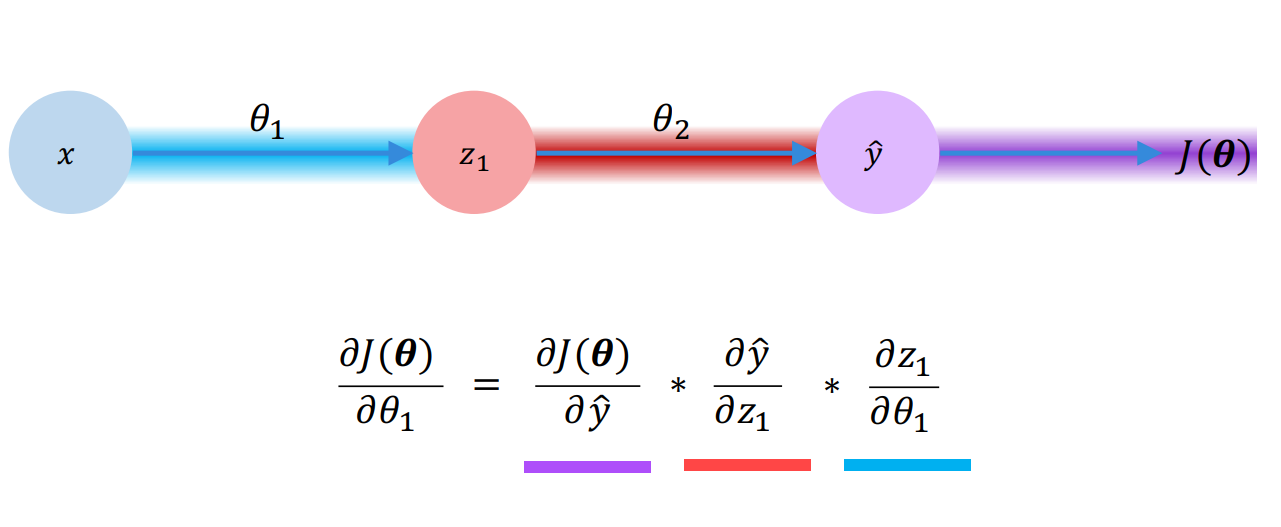 θ₁ θ₂
x z₁ ŷ J(θ)
∂J(θ)/∂θ₁ = ∂J(θ)/∂ŷ * ∂ŷ/∂z₁ * ∂z₁/∂θ₁